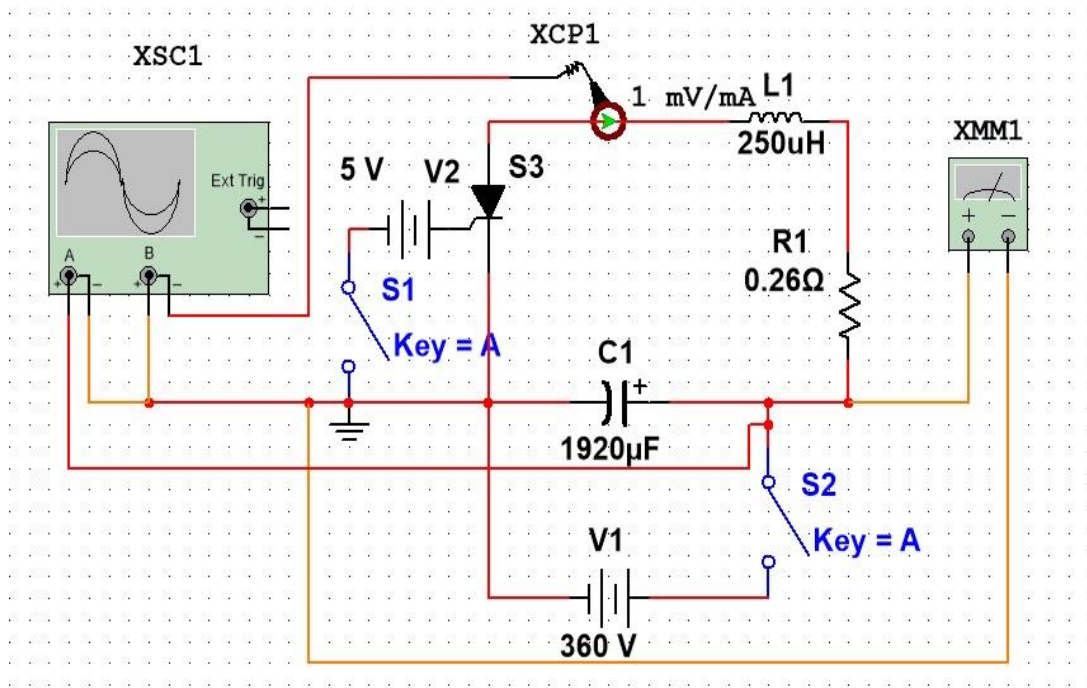 XCP1
XSC1
1 mV/mA
L1
250uH
XMM1
5 V
V2
S3
Ext Trig
+
−
+ −
A
B
+ − + −
R1
0.26Ω
S1
Key = A
C1
+
1920µF
S2
Key = A
V1
360 V